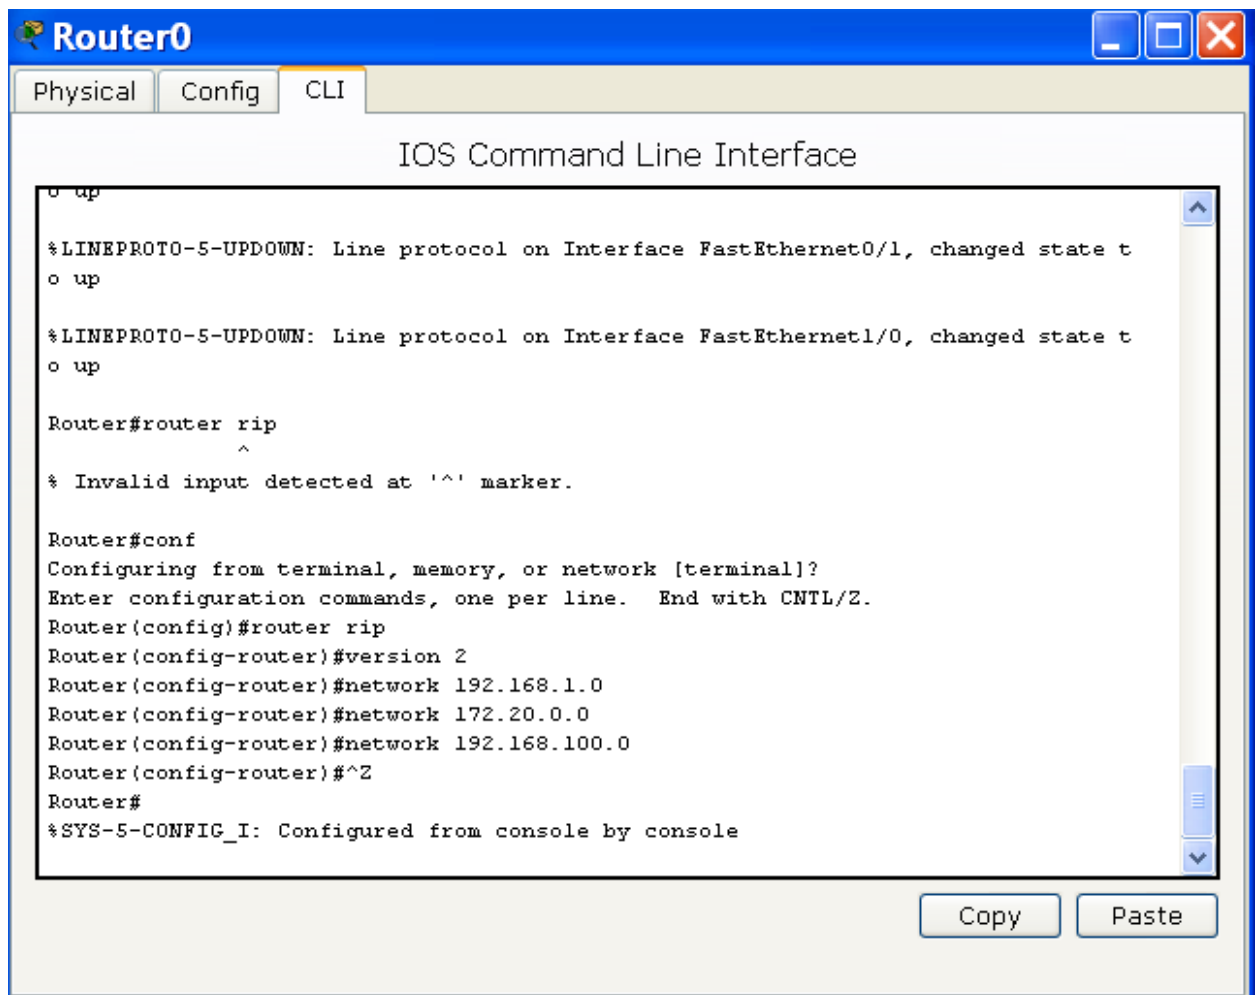 Router0
Physical Config CLI
IOS Command Line Interface
o up
%LINEPROTO-5-UPDOWN: Line protocol on Interface FastEthernet0/1, changed state t
o up
%LINEPROTO-5-UPDOWN: Line protocol on Interface FastEthernet1/0, changed state t
o up
Router#router rip
^
% Invalid input detected at '^' marker.
Router#conf
Configuring from terminal, memory, or network [terminal]?
Enter configuration commands, one per line.  End with CNTL/Z.
Router(config)#router rip
Router(config-router)#version 2
Router(config-router)#network 192.168.1.0
Router(config-router)#network 172.20.0.0
Router(config-router)#network 192.168.100.0
Router(config-router)#^Z
Router#
%SYS-5-CONFIG_I: Configured from console by console
Copy Paste